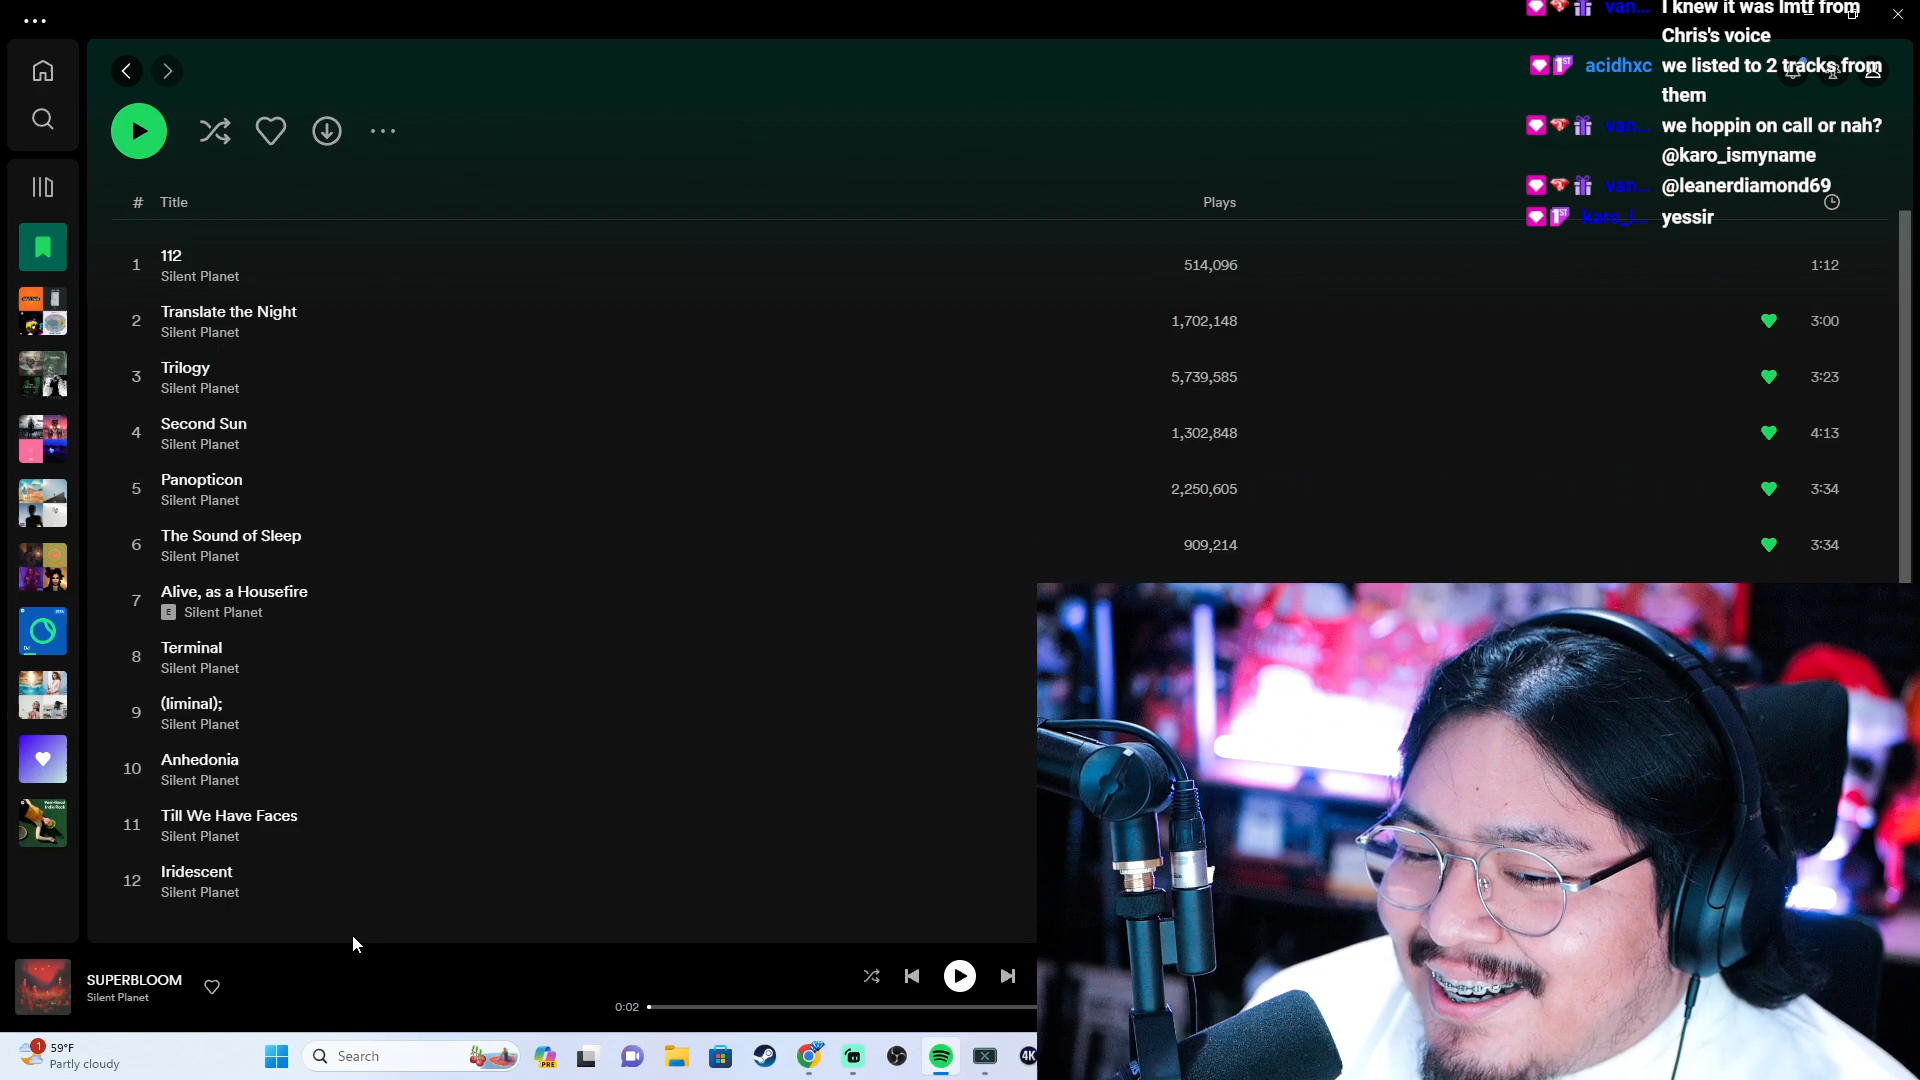 I knew it was lmtf from
Chris's voice
acidhxc we listed to 2 tracks from
them
van... we hoppin on call or nah?
@karo_ismyname
van... @leanerdiamond69
karo_i... yessir
# Title Plays
1 112 514,096 1:12
Silent Planet
2 Translate the Night 1,702,148 3:00
Silent Planet
3 Trilogy 5,739,585 3:23
Silent Planet
4 Second Sun 1,302,848 4:13
Silent Planet
5 Panopticon 2,250,605 3:34
Silent Planet
6 The Sound of Sleep 909,214 3:34
Silent Planet
7 Alive, as a Housefire
E Silent Planet
8 Terminal
Silent Planet
9 (liminal);
Silent Planet
10 Anhedonia
Silent Planet
11 Till We Have Faces
Silent Planet
12 Iridescent
Silent Planet
SUPERBLOOM
Silent Planet
0:02
1 59°F
Partly cloudy
Search
PRE
4K